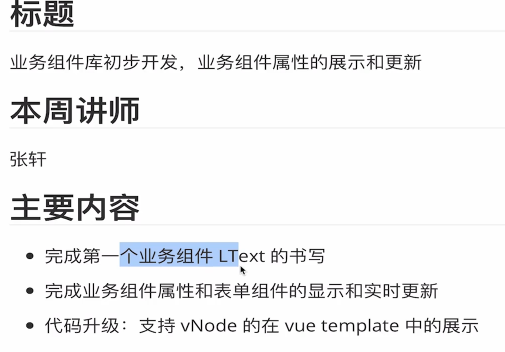 标题
业务组件库初步开发，业务组件属性的展示和更新
本周讲师
张轩
主要内容
完成第一个业务组件 LText 的书写
完成业务组件属性和表单组件的显示和实时更新
代码升级：支持 vNode 的在 vue template 中的展示